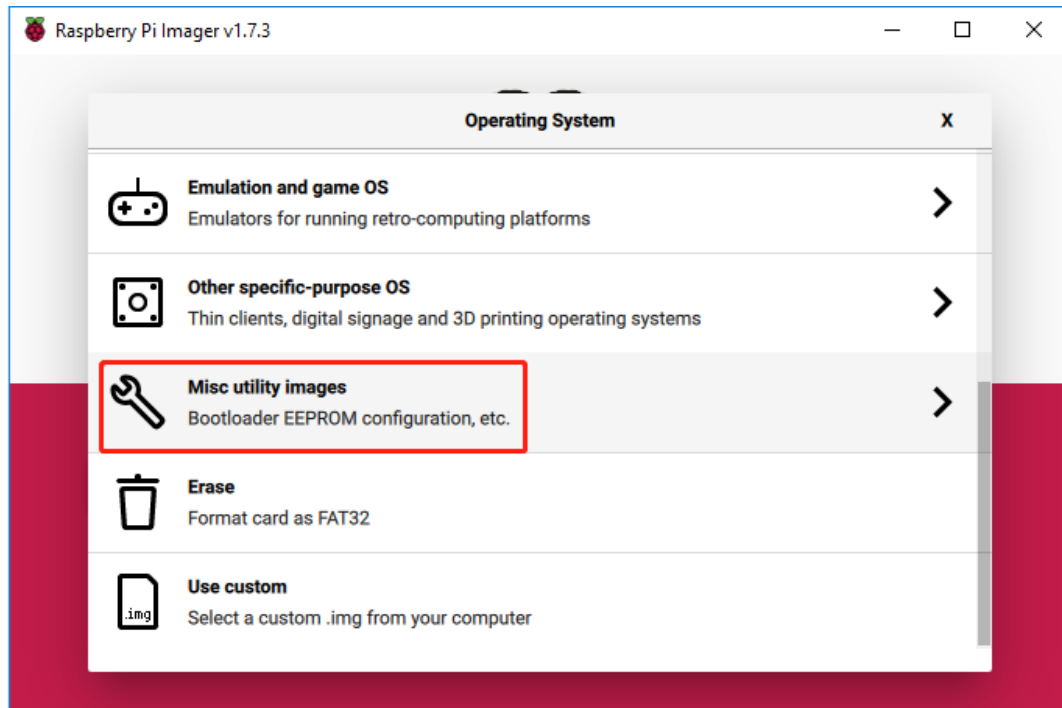 Raspberry Pi Imager v1.7.3
Operating System
X
Emulation and game OS
Emulators for running retro-computing platforms
Other specific-purpose OS
Thin clients, digital signage and 3D printing operating systems
Misc utility images
Bootloader EEPROM configuration, etc.
Erase
Format card as FAT32
Use custom
.img
Select a custom .img from your computer